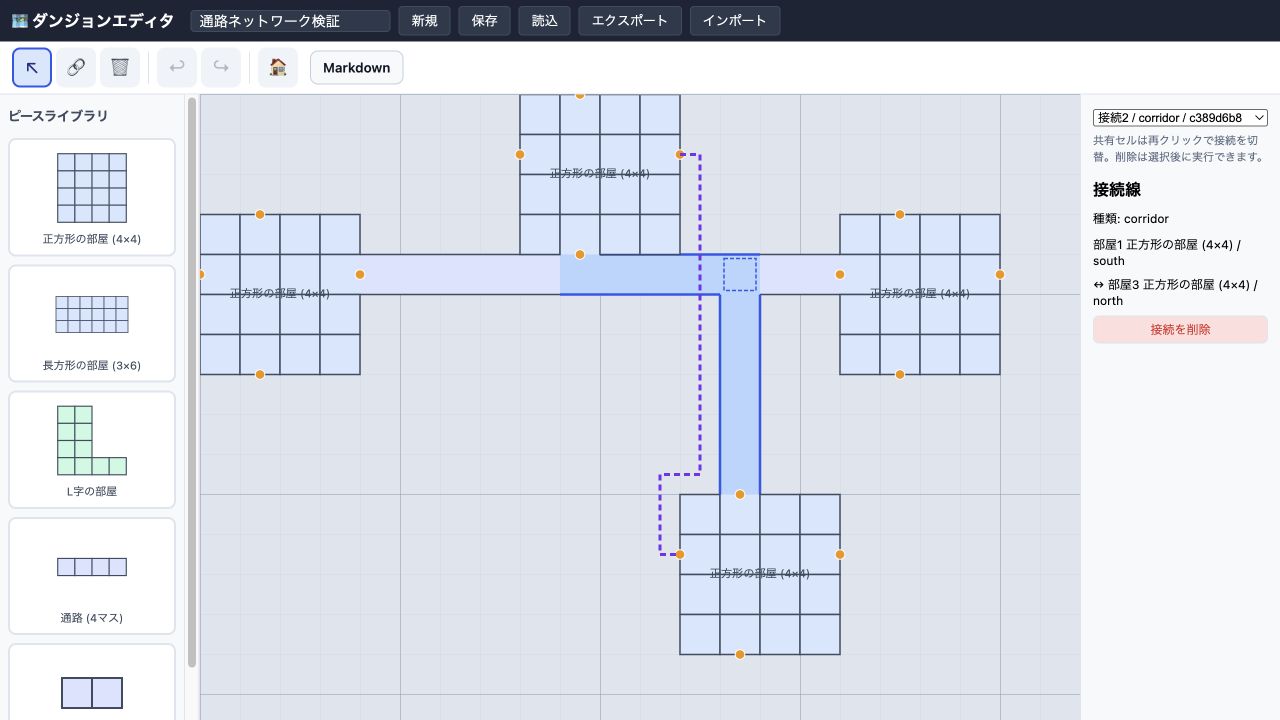 ダンジョンエディタ
通路ネットワーク検証
新規
保存
読込
エクスポート
インポート
Markdown
ピースライブラリ
正方形の部屋 (4×4)
長方形の部屋 (3×6)
L字の部屋
通路 (4マス)
正方形の部屋 (4×4)
正方形の部屋 (4×4)
正方形の部屋 (4×4)
正方形の部屋 (4×4)
接続2 / corridor / c389d6b8
共有セルは再クリックで接続を切
替。削除は選択後に実行できます。
接続線
種類: corridor
部屋1 正方形の部屋 (4×4) /
south
↔ 部屋3 正方形の部屋 (4×4) /
north
接続を削除